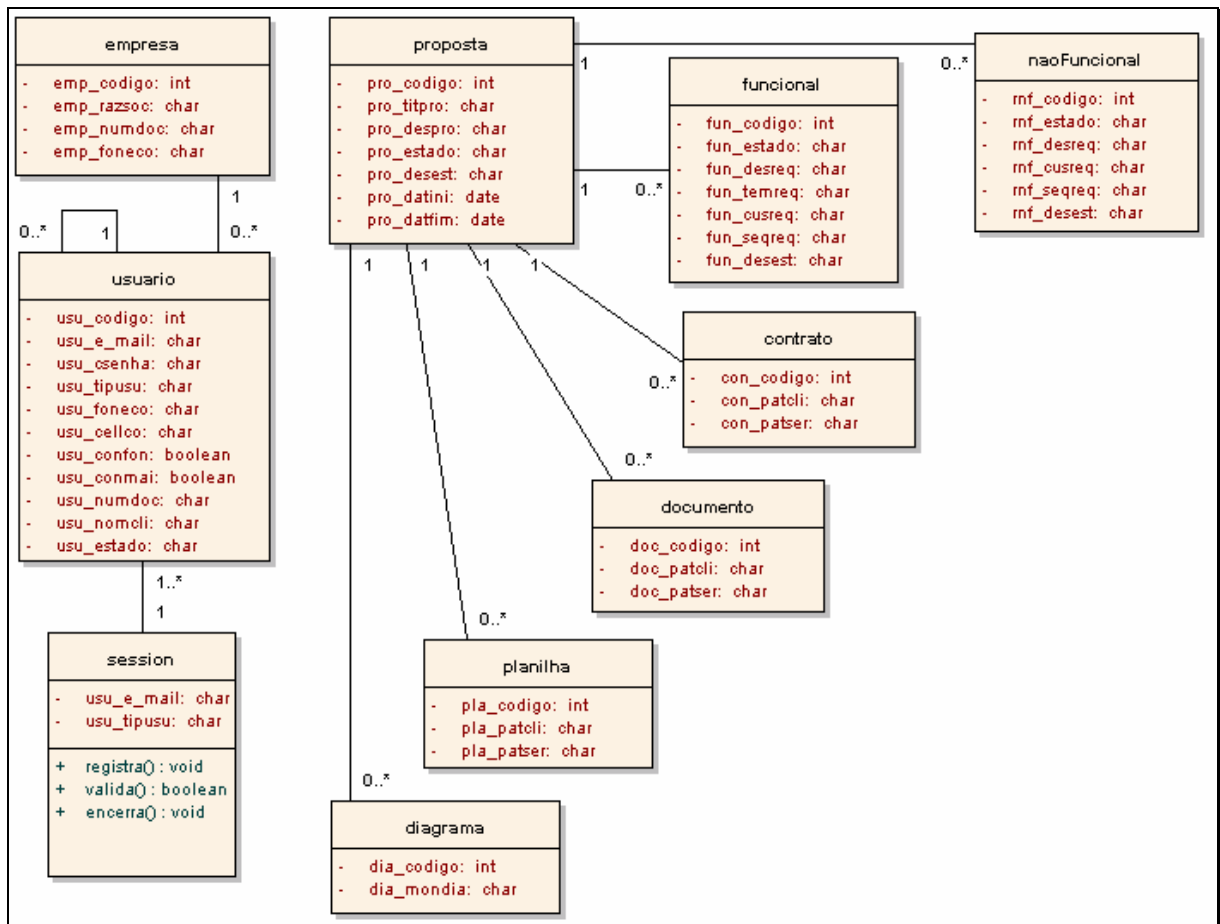 empresa
- emp_codigo: int
- emp_razsoc: char
- emp_numdoc: char
- emp_foneco: char
1
0..*
0..*
1
usuario
- usu_codigo: int
- usu_e_mail: char
- usu_csenha: char
- usu_tipusu: char
- usu_foneco: char
- usu_cellco: char
- usu_confon: boolean
- usu_conmai: boolean
- usu_numdoc: char
- usu_nomcli: char
- usu_estado: char
1..*
1
session
- usu_e_mail: char
- usu_tipusu: char
+ registra() : void
+ valida() : boolean
+ encerra() : void
proposta
- pro_codigo: int
- pro_titpro: char
- pro_despro: char
- pro_estado: char
- pro_desest: char
- pro_datini: date
- pro_datfim: date
1
0..*
1
0..*
1
1
1
1
funcional
- fun_codigo: int
- fun_estado: char
- fun_desreq: char
- fun_temreq: char
- fun_cusreq: char
- fun_seqreq: char
- fun_desest: char
naoFuncional
- rnf_codigo: int
- rnf_estado: char
- rnf_desreq: char
- rnf_cusreq: char
- rnf_seqreq: char
- rnf_desest: char
0..*
contrato
- con_codigo: int
- con_patcli: char
- con_patser: char
0..*
documento
- doc_codigo: int
- doc_patcli: char
- doc_patser: char
0..*
planilha
- pla_codigo: int
- pla_patcli: char
- pla_patser: char
0..*
diagrama
- dia_codigo: int
- dia_mondia: char